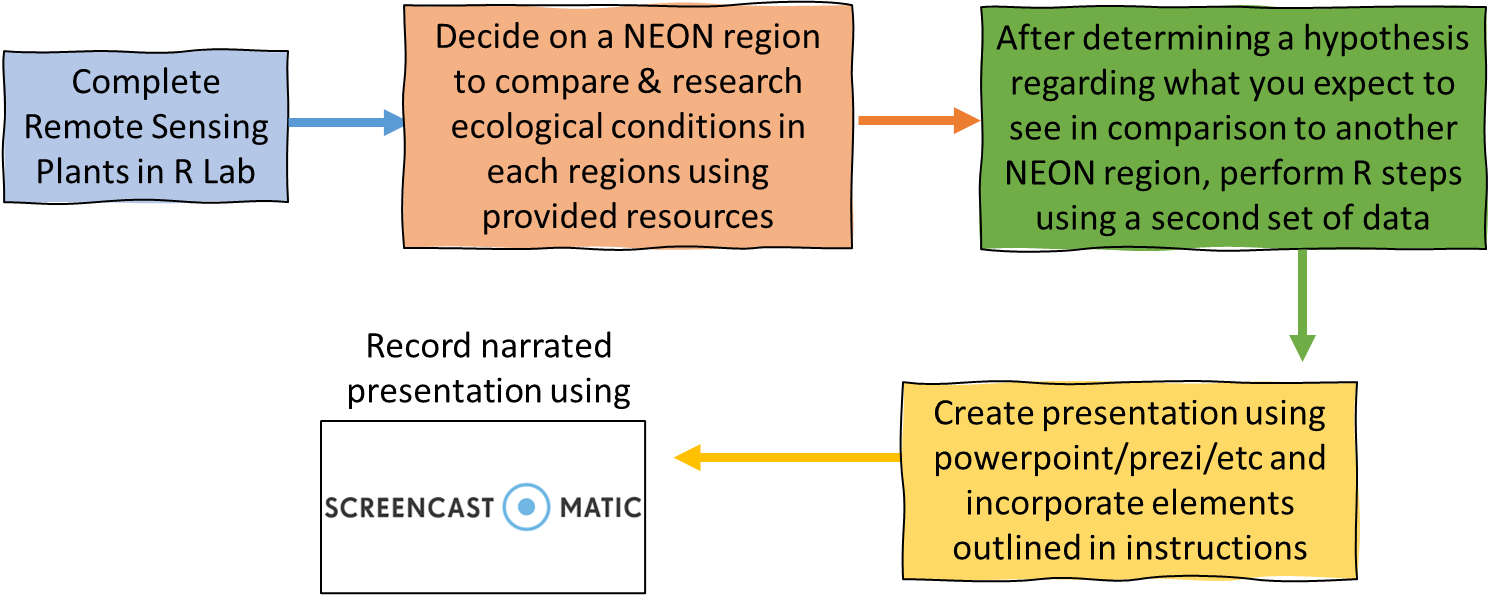 Complete
Remote Sensing
Plants in R Lab
Decide on a NEON region
to compare & research
ecological conditions in
each regions using
provided resources
After determining a hypothesis
regarding what you expect to
see in comparison to another
NEON region, perform R steps
using a second set of data
Create presentation using
powerpoint/prezi/etc and
incorporate elements
outlined in instructions
Record narrated
presentation using
SCREENCAST MATIC